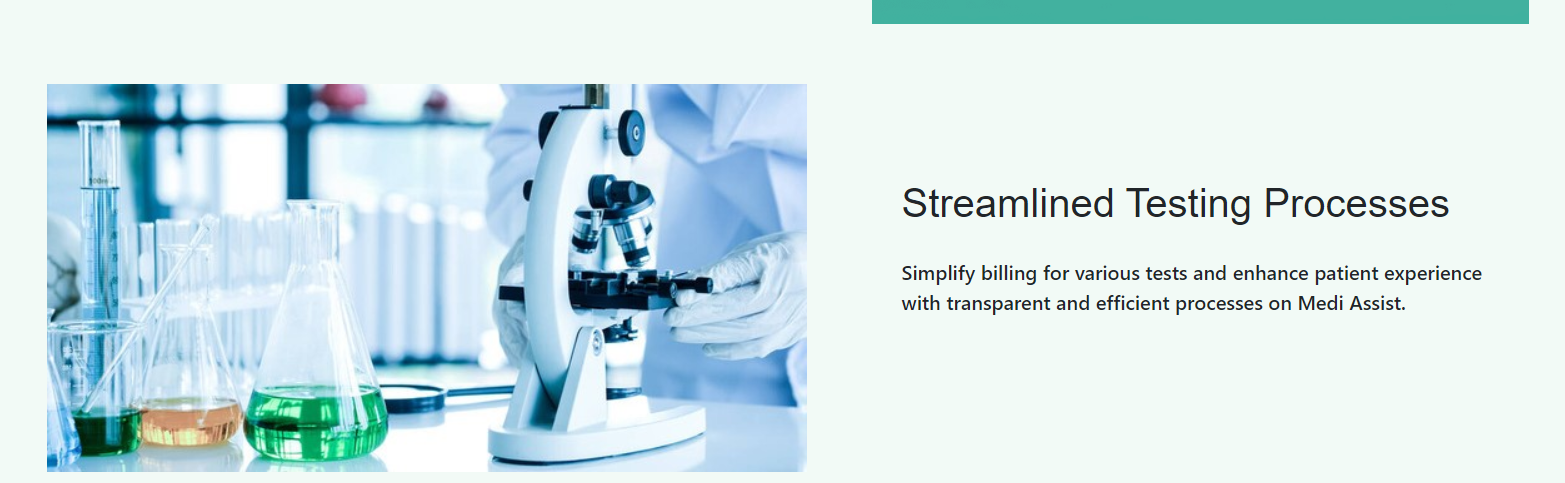 Streamlined Testing Processes
Simplify billing for various tests and enhance patient experience
with transparent and efficient processes on Medi Assist.